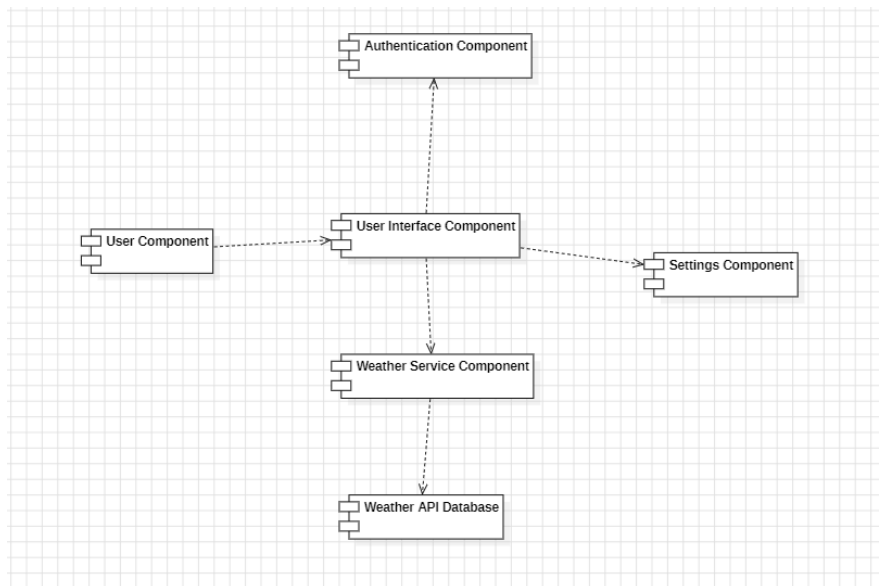 Authentication Component
User Interface Component
User Component
Settings Component
Weather Service Component
Weather API Database